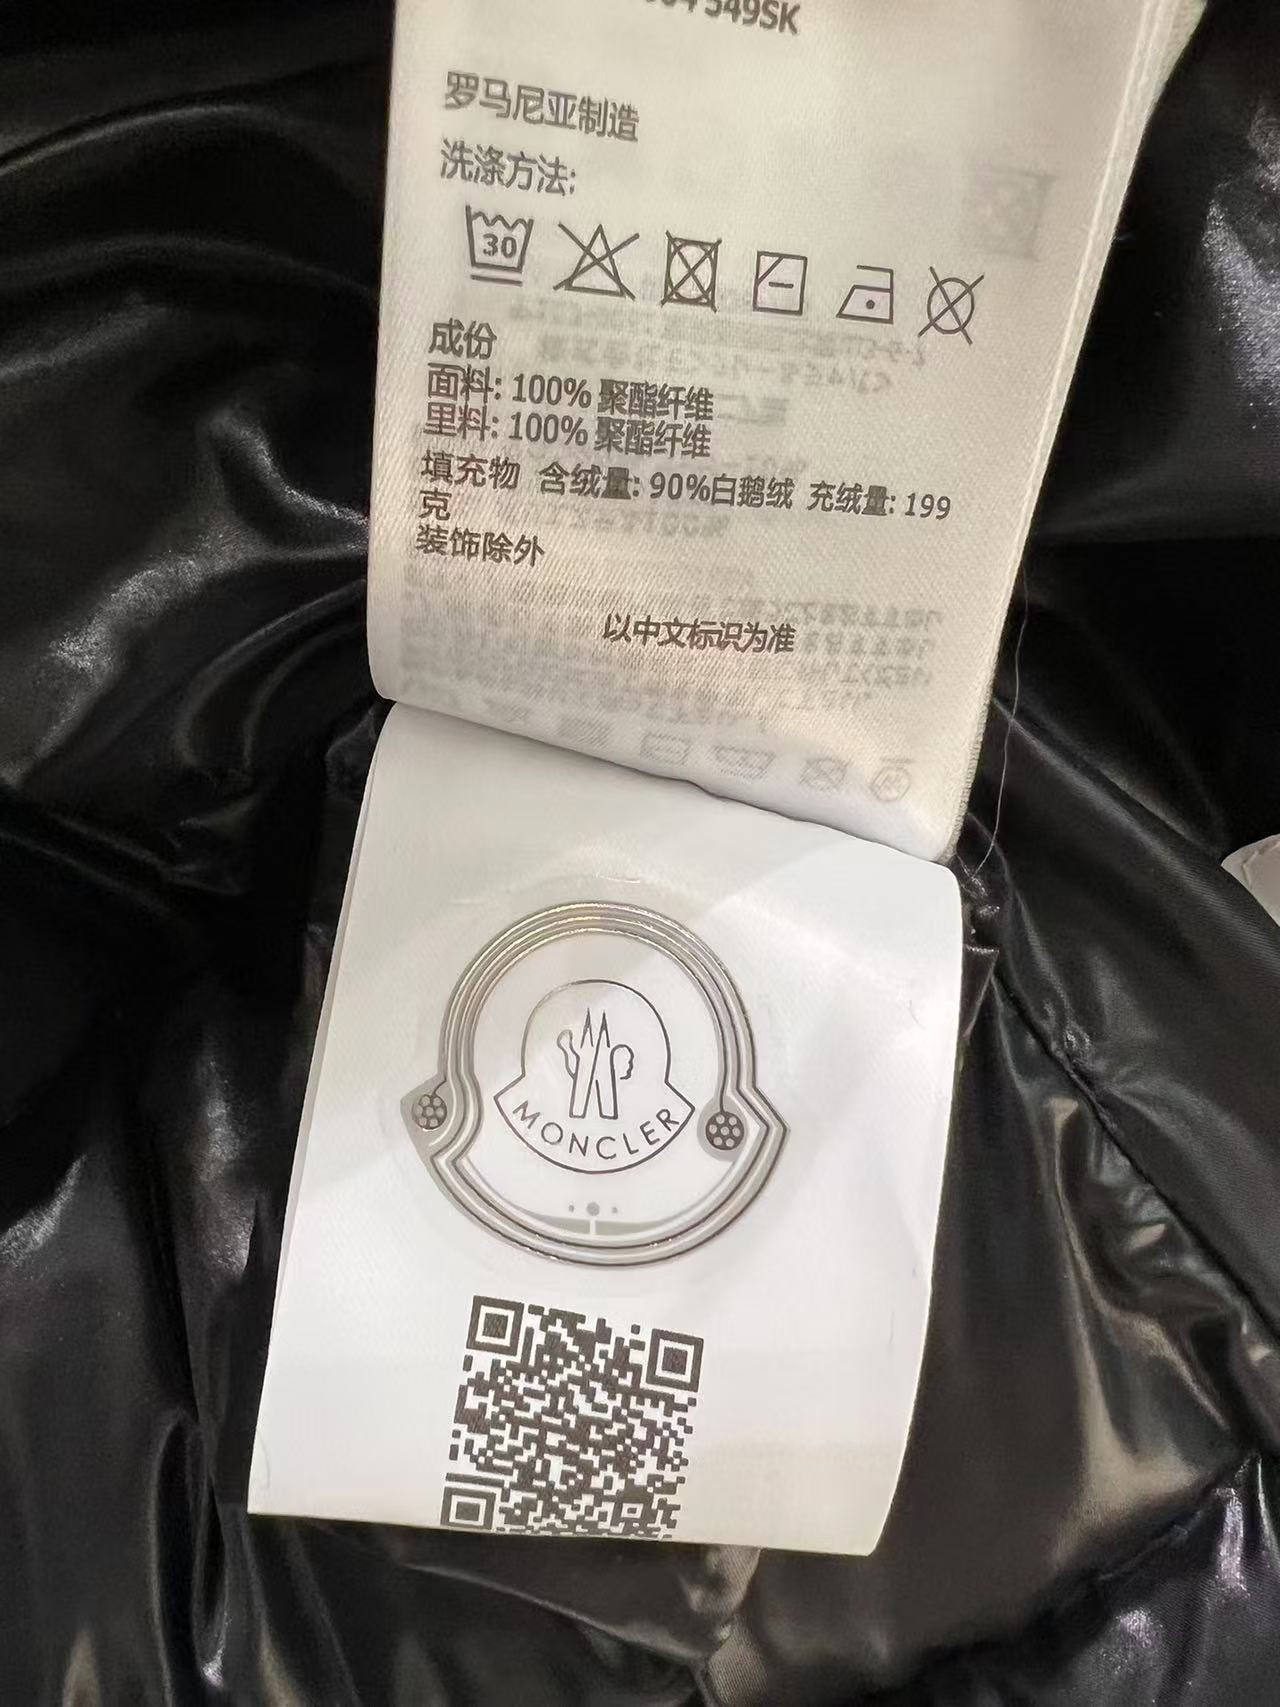 549SK
罗马尼亚制造
洗涤方法:
30
成份
面料: 100% 聚酯纤维
里料: 100% 聚酯纤维
填充物 含绒量: 90%白鹅绒 充绒量: 199
克
装饰除外
以中文标识为准
MONCLER